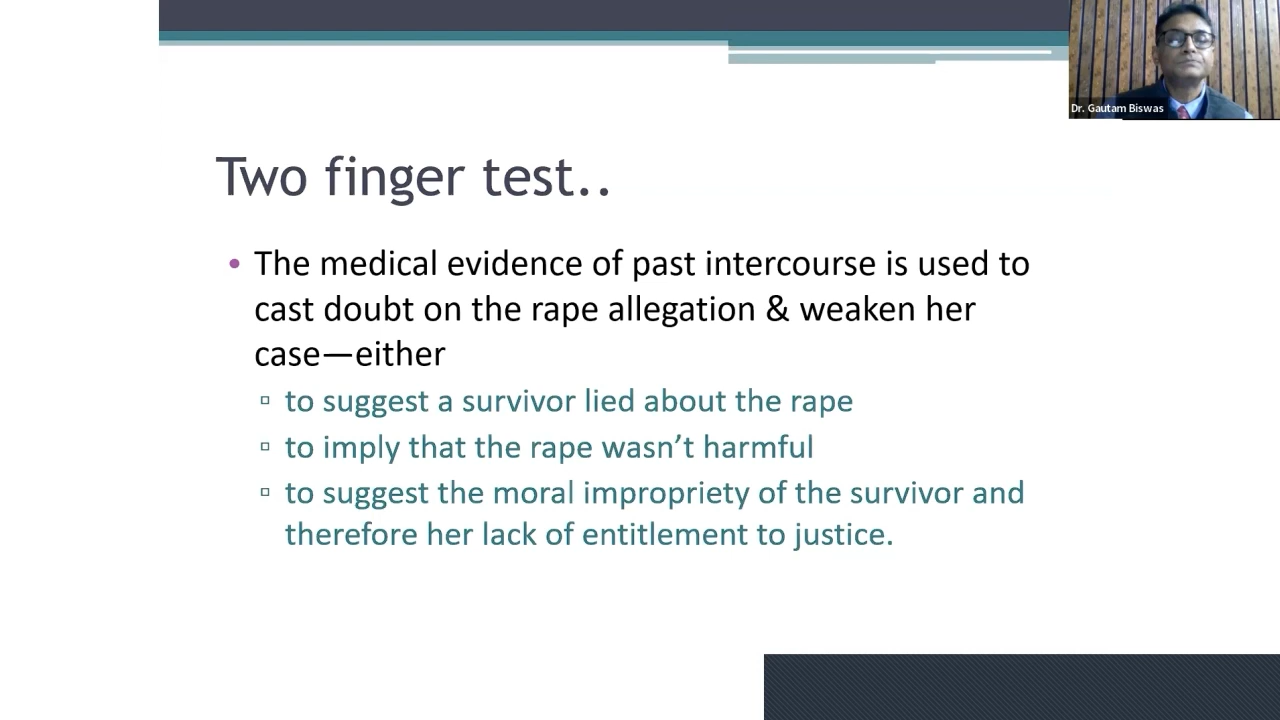 Dr. Gautam Biswas
Two finger test..
• The medical evidence of past intercourse is used to
cast doubt on the rape allegation & weaken her
case—either
▫ to suggest a survivor lied about the rape
▫ to imply that the rape wasn’t harmful
▫ to suggest the moral impropriety of the survivor and
therefore her lack of entitlement to justice.